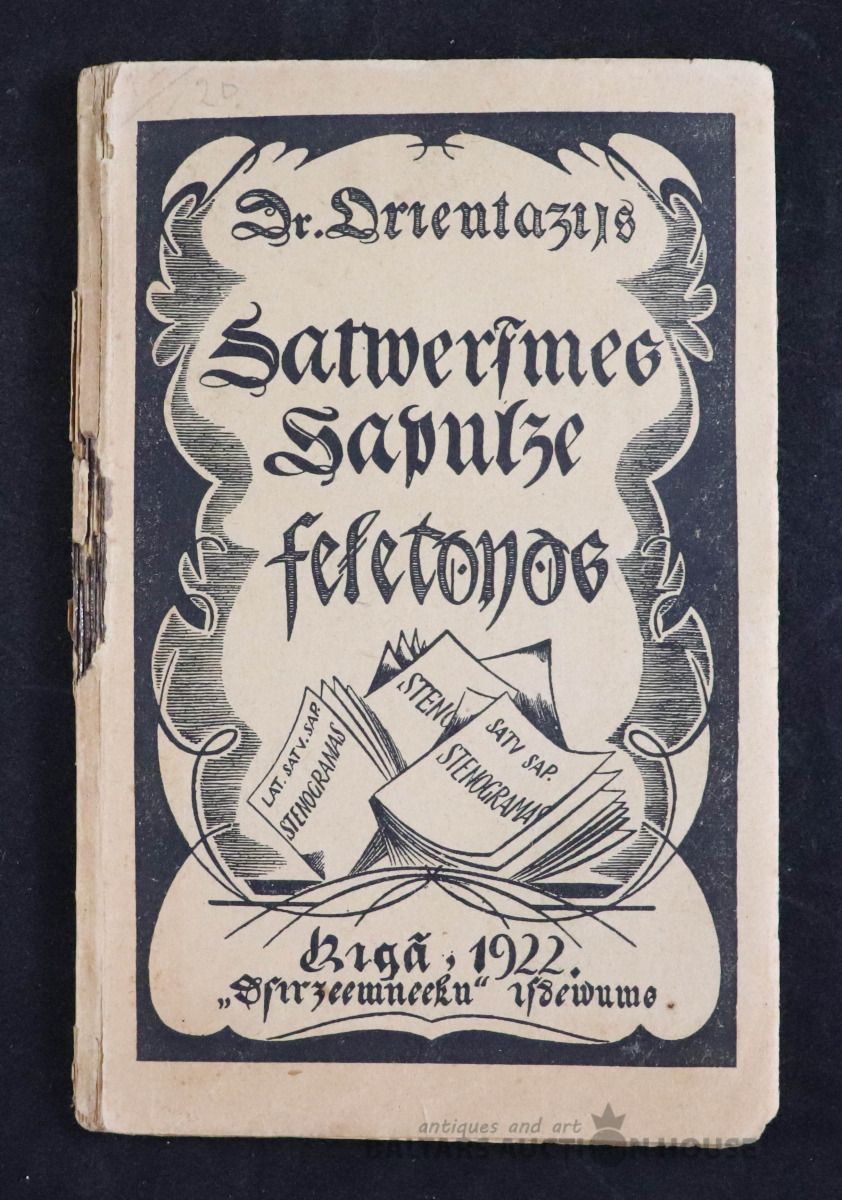 20.
Dr. Orientazijs
Satwersmes
Sapulze
feletonos
STENO
LAT. SATV. SAP.
STENOGRAMAS
SATV SAP.
STENOGRAMAS
Rigā, 1922.
„Dsirzeemneeku“ isdewums.
antiques and art
BALTARS AUCTION HOUSE